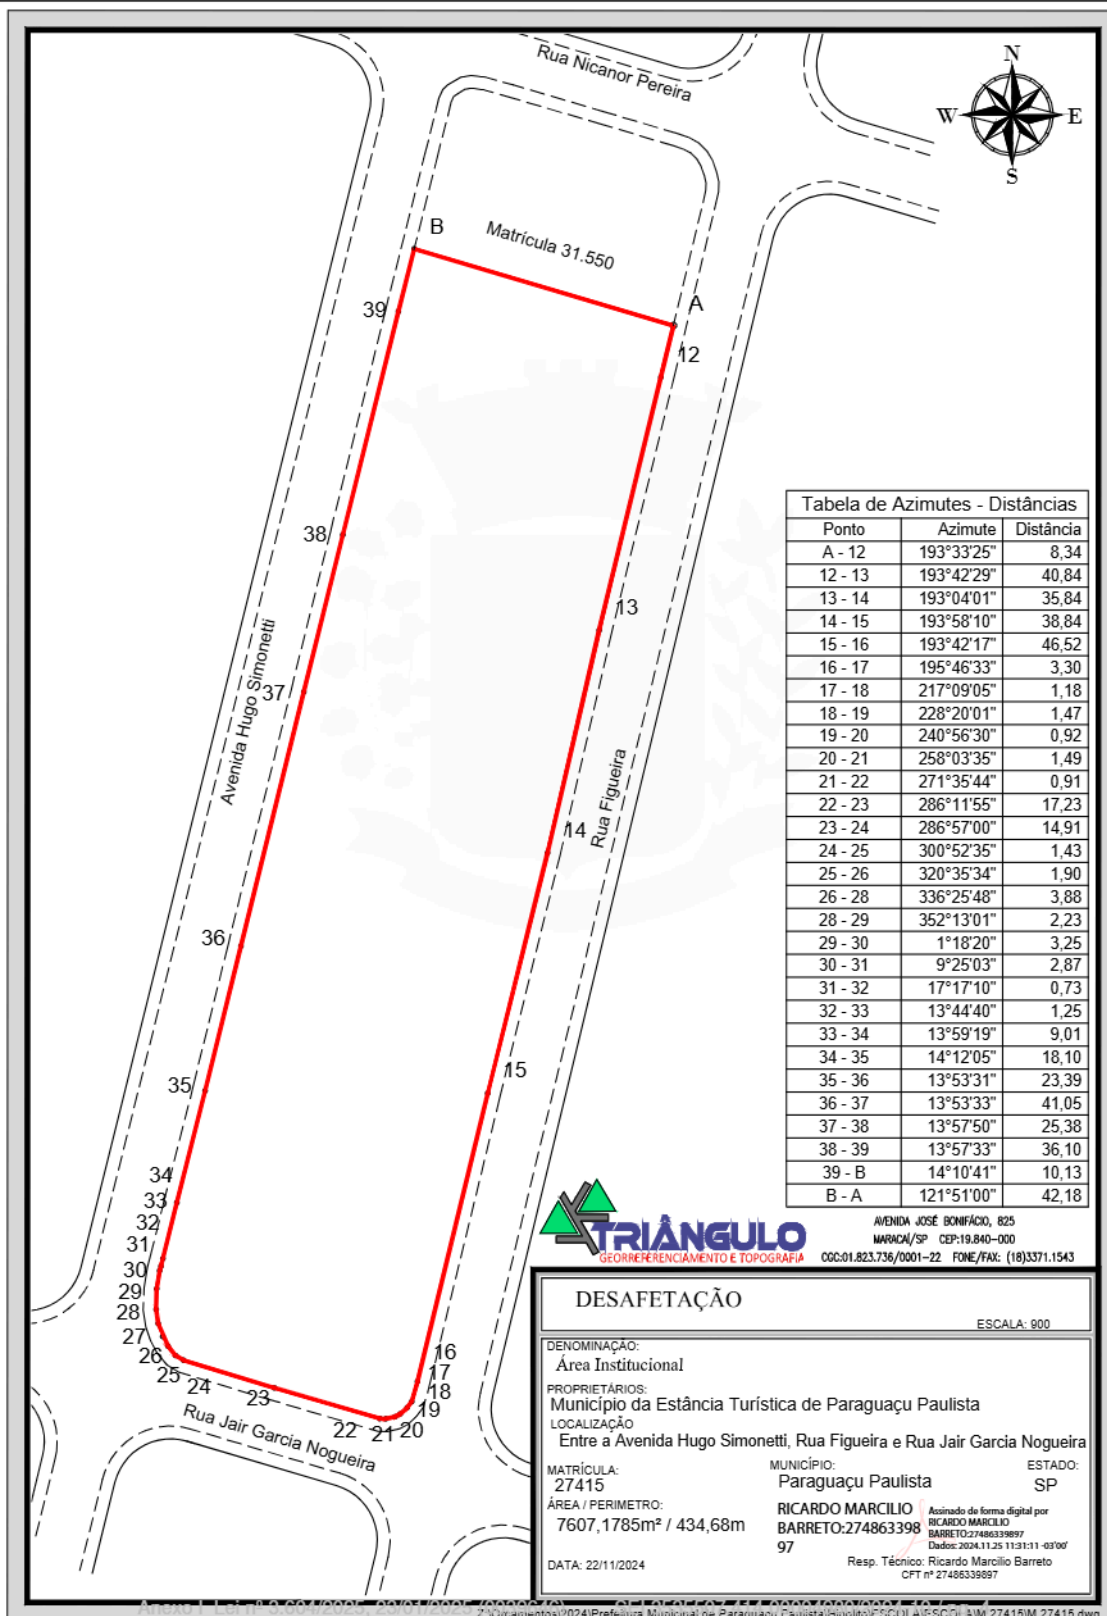 Rua Nicanor Pereira
N
W
E
S
B
Matrícula 31.550
A
39
12
38
13
Avenida Hugo Simonetti
37
Rua Figueira
14
36
15
35
34
33
32
31
30
29
28
27
26
25
24
23
22
21
20
19
18
17
16
Rua Jair Garcia Nogueira
Tabela de Azimutes - Distâncias
Ponto Azimute Distância
A - 12 193°33'25" 8,34
12 - 13 193°42'29" 40,84
13 - 14 193°04'01" 35,84
14 - 15 193°58'10" 38,84
15 - 16 193°42'17" 46,52
16 - 17 195°46'33" 3,30
17 - 18 217°09'05" 1,18
18 - 19 228°20'01" 1,47
19 - 20 240°56'30" 0,92
20 - 21 258°03'35" 1,49
21 - 22 271°35'44" 0,91
22 - 23 286°11'55" 17,23
23 - 24 286°57'00" 14,91
24 - 25 300°52'35" 1,43
25 - 26 320°35'34" 1,90
26 - 28 336°25'48" 3,88
28 - 29 352°13'01" 2,23
29 - 30 1°18'20" 3,25
30 - 31 9°25'03" 2,87
31 - 32 17°17'10" 0,73
32 - 33 13°44'40" 1,25
33 - 34 13°59'19" 9,01
34 - 35 14°12'05" 18,10
35 - 36 13°53'31" 23,39
36 - 37 13°53'33" 41,05
37 - 38 13°57'50" 25,38
38 - 39 13°57'33" 36,10
39 - B 14°10'41" 10,13
B - A 121°51'00" 42,18
TRIÂNGULO
GEORREFERENCIAMENTO E TOPOGRAFIA
AVENIDA JOSÉ BONIFÁCIO, 825
MARACAÍ/SP CEP:19.840-000
CGC:01.823.736/0001-22 FONE/FAX: (18)3371.1543
DESAFETAÇÃO
ESCALA: 900
DENOMINAÇÃO:
Área Institucional
PROPRIETÁRIOS:
Município da Estância Turística de Paraguaçu Paulista
LOCALIZAÇÃO
Entre a Avenida Hugo Simonetti, Rua Figueira e Rua Jair Garcia Nogueira
MATRÍCULA: MUNICÍPIO: ESTADO:
27415 Paraguaçu Paulista SP
ÁREA / PERIMETRO:
7607,1785m² / 434,68m
RICARDO MARCILIO
BARRETO:274863398
97
Assinado de forma digital por
RICARDO MARCILIO
BARRETO:27486339897
Dados: 2024.11.25 11:31:11 -03'00'
DATA: 22/11/2024
Resp. Técnico: Ricardo Marcilio Barreto
CFT nº 27486339897
Anexo I Lei nº 3.604/2025, 23/01/2025